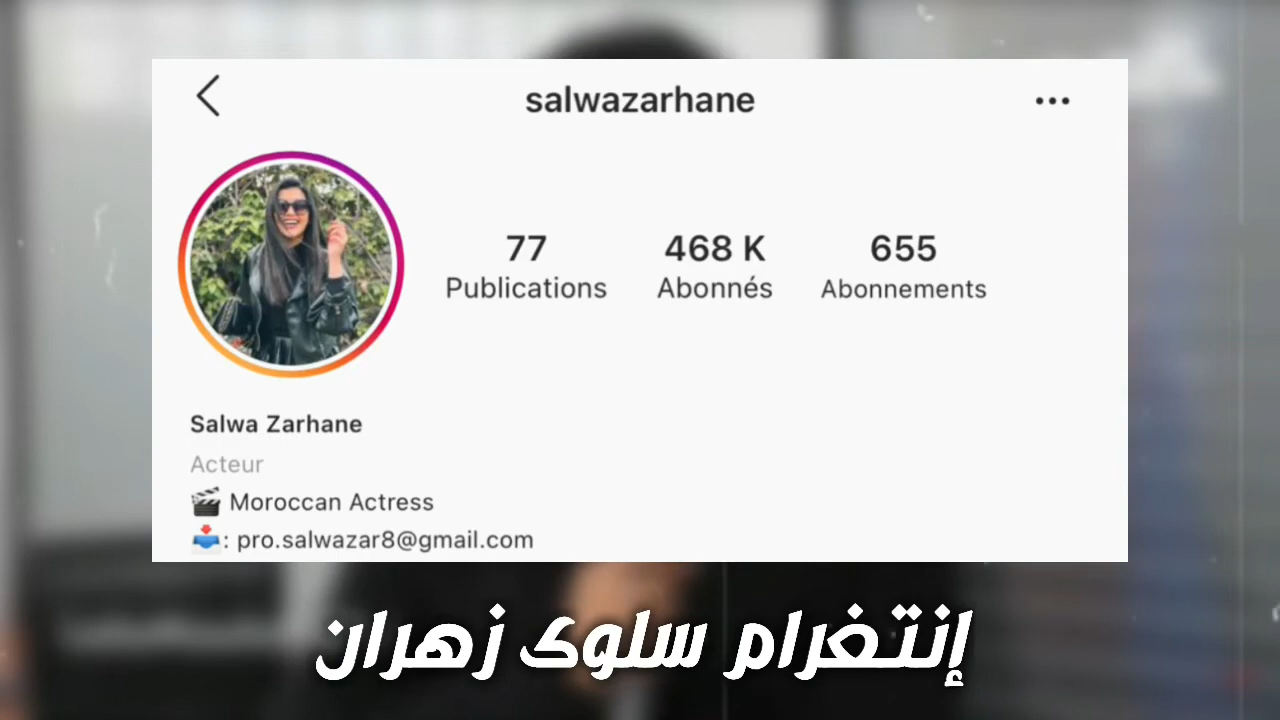 salwazarhane
77 468 K 655
Publications Abonnés Abonnements
Salwa Zarhane
Acteur
🎬 Moroccan Actress
📥: pro.salwazar8@gmail.com
إنتغرام سلوى زهران